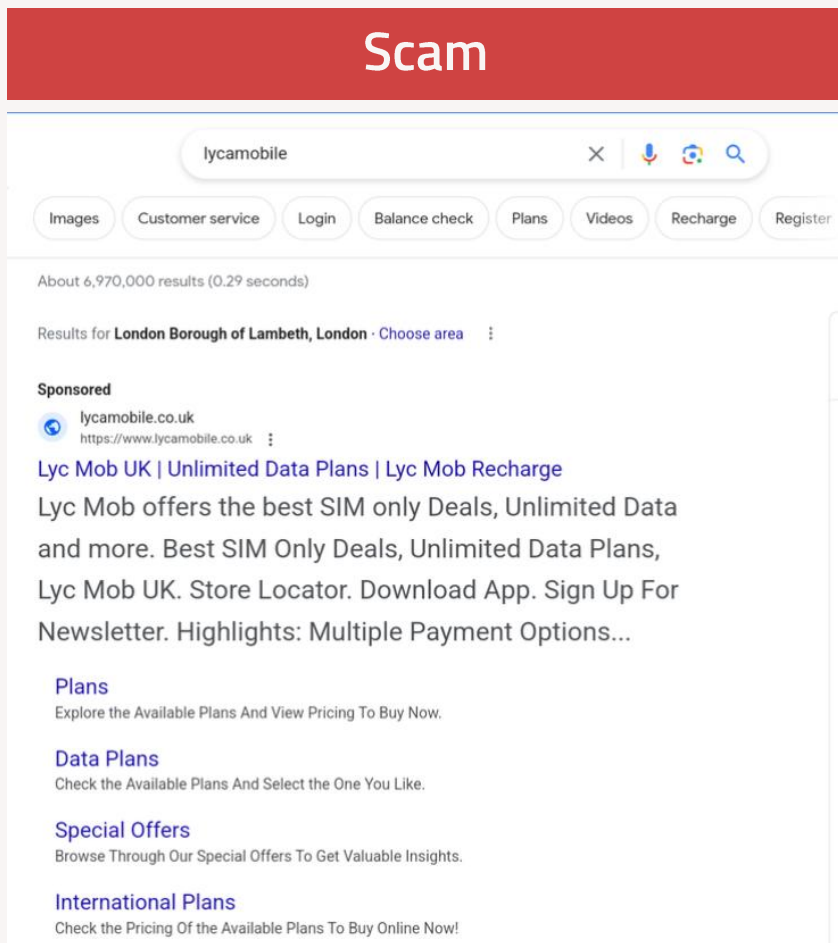 Scam
lycamobile
Images Customer service Login Balance check Plans Videos Recharge Register
About 6,970,000 results (0.29 seconds)
Results for London Borough of Lambeth, London · Choose area
Sponsored
lycamobile.co.uk
https://www.lycamobile.co.uk
Lyc Mob UK | Unlimited Data Plans | Lyc Mob Recharge
Lyc Mob offers the best SIM only Deals, Unlimited Data
and more. Best SIM Only Deals, Unlimited Data Plans,
Lyc Mob UK. Store Locator. Download App. Sign Up For
Newsletter. Highlights: Multiple Payment Options...
Plans
Explore the Available Plans And View Pricing To Buy Now.
Data Plans
Check the Available Plans And Select the One You Like.
Special Offers
Browse Through Our Special Offers To Get Valuable Insights.
International Plans
Check the Pricing Of the Available Plans To Buy Online Now!